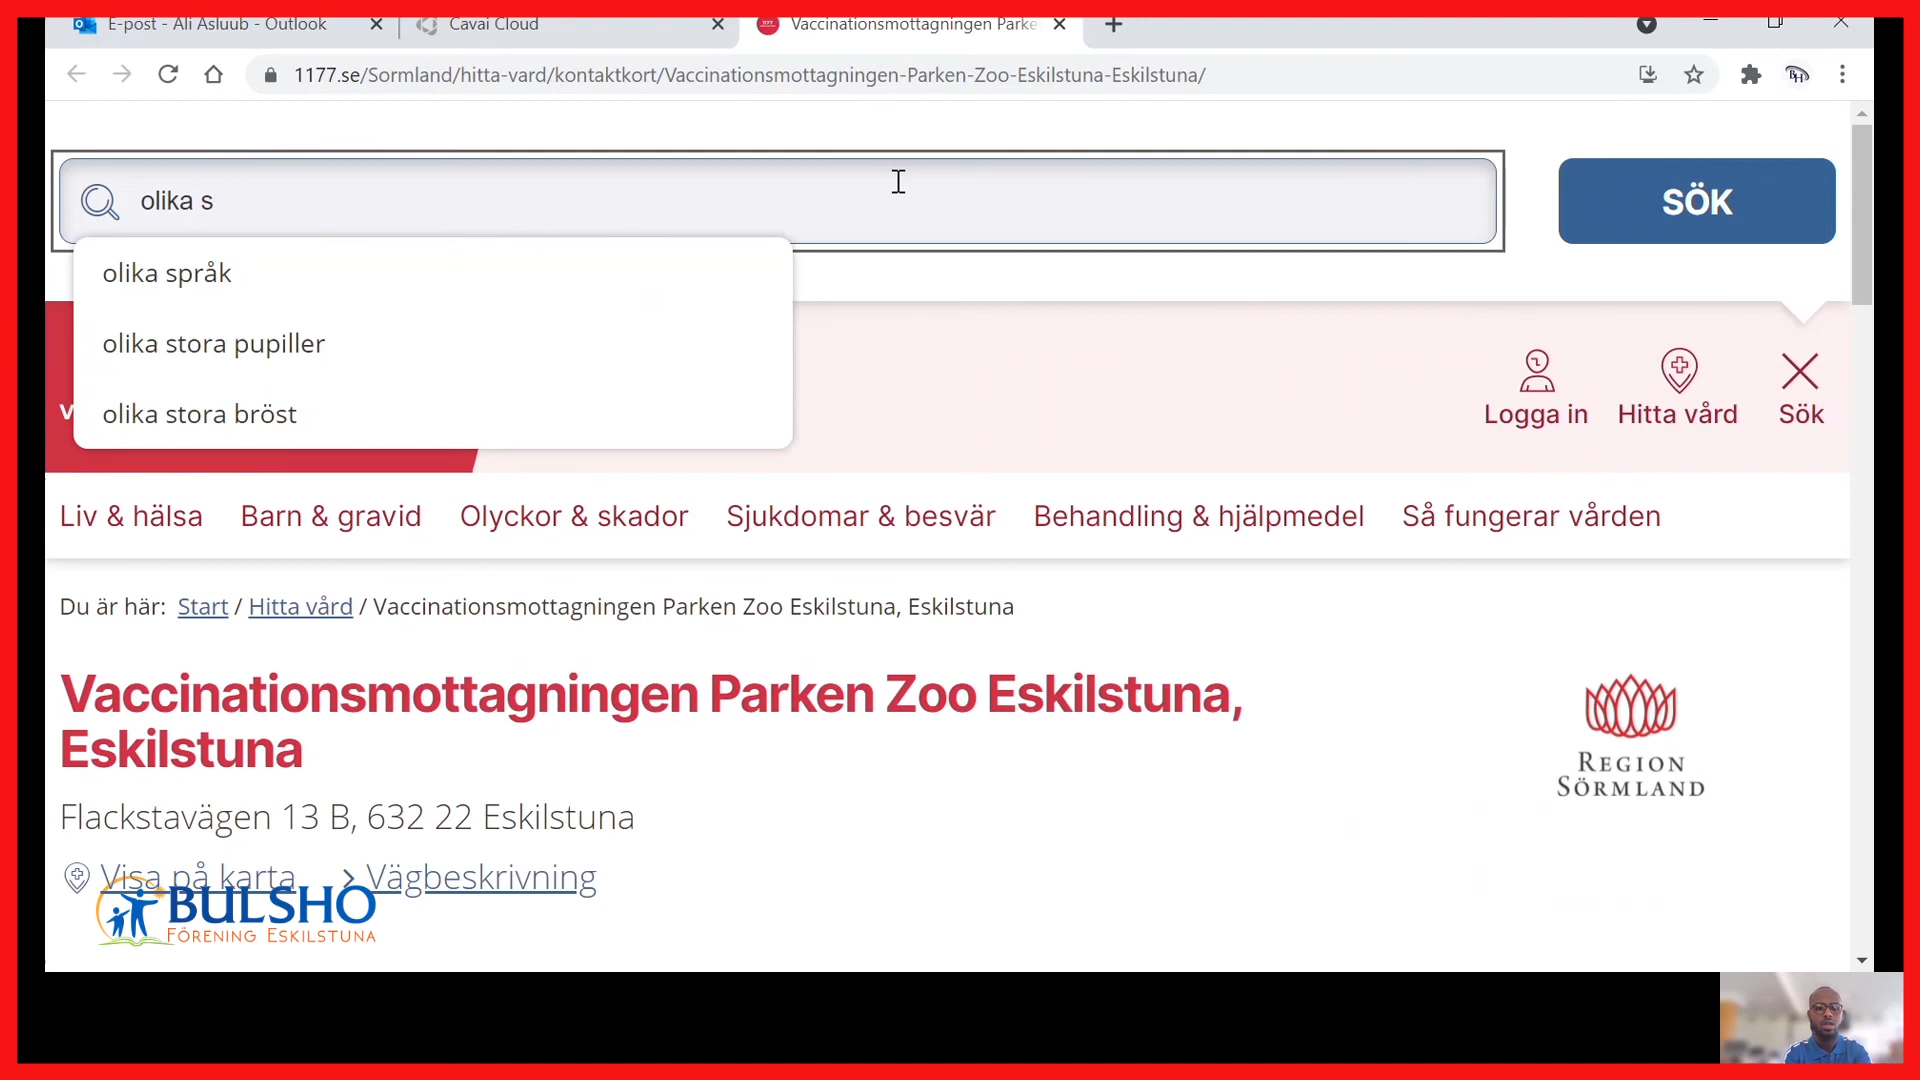 E-post - Ali Asluub - Outlook
Cavai Cloud
Vaccinationsmottagningen Parke
1177.se/Sormland/hitta-vard/kontaktkort/Vaccinationsmottagningen-Parken-Zoo-Eskilstuna-Eskilstuna/
olika s
SÖK
olika språk
olika stora pupiller
olika stora bröst
Logga in
Hitta vård
Sök
Liv & hälsa
Barn & gravid
Olyckor & skador
Sjukdomar & besvär
Behandling & hjälpmedel
Så fungerar vården
Du är här: Start / Hitta vård / Vaccinationsmottagningen Parken Zoo Eskilstuna, Eskilstuna
Vaccinationsmottagningen Parken Zoo Eskilstuna,
Eskilstuna
REGION
SÖRMLAND
Flackstavägen 13 B, 632 22 Eskilstuna
Visa på karta
Vägbeskrivning
BULSHO
FÖRENING ESKILSTUNA